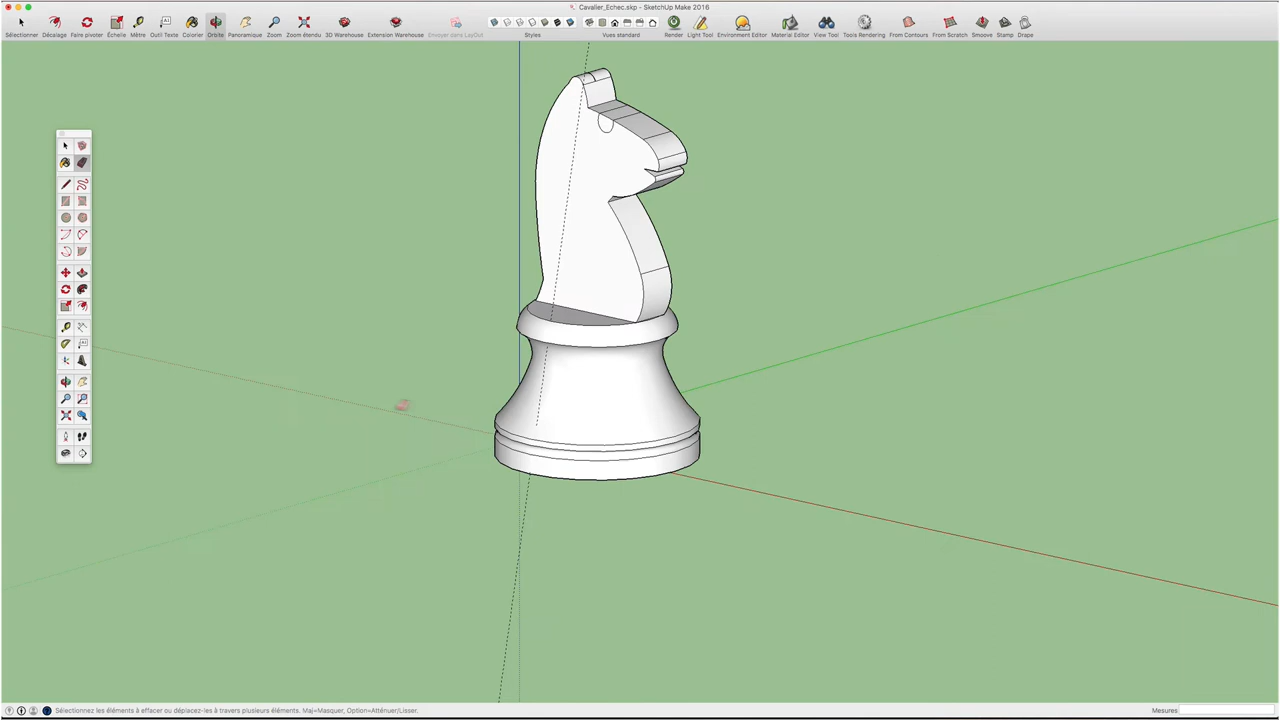 Cavalier_Echec.skp - SketchUp Make 2016
Sélectionner Décalage Faire pivoter Échelle Mètre Outil Texte Colorier Orbite Panoramique Zoom Zoom étendu 3D Warehouse Extension Warehouse Envoyer dans LayOut Styles Vues standard Render Light Tool Environment Editor Material Editor View Tool Tools Rendering From Contours From Scratch Smoove Stamp Drape
Sélectionnez les éléments à effacer ou déplacez-les à travers plusieurs éléments. Maj=Masquer, Option=Atténuer/Lisser.
Mesures